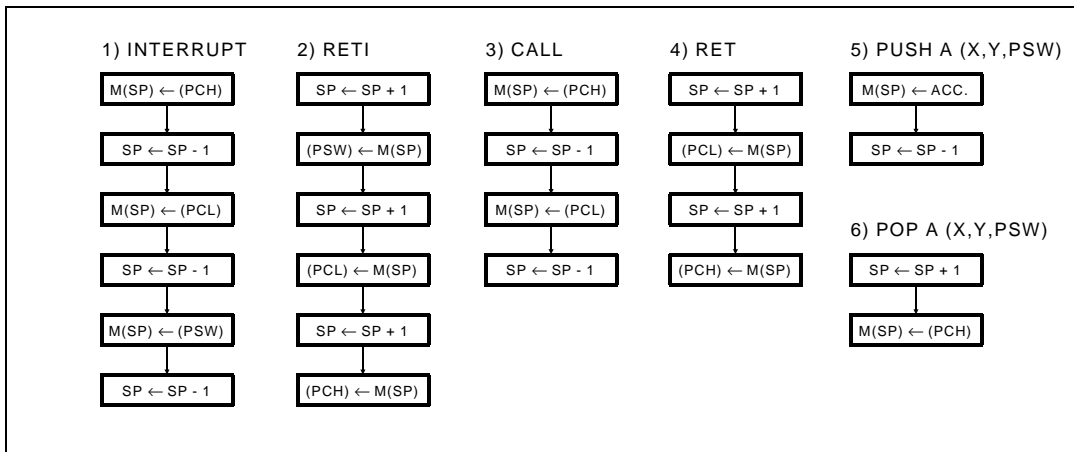 1) INTERRUPT
M(SP) ← (PCH)
SP ← SP - 1
M(SP) ← (PCL)
SP ← SP - 1
M(SP) ← (PSW)
SP ← SP - 1
2) RETI
SP ← SP + 1
(PSW) ← M(SP)
SP ← SP + 1
(PCL) ← M(SP)
SP ← SP + 1
(PCH) ← M(SP)
3) CALL
M(SP) ← (PCH)
SP ← SP - 1
M(SP) ← (PCL)
SP ← SP - 1
4) RET
SP ← SP + 1
(PCL) ← M(SP)
SP ← SP + 1
(PCH) ← M(SP)
5) PUSH A (X,Y,PSW)
M(SP) ← ACC.
SP ← SP - 1
6) POP A (X,Y,PSW)
SP ← SP + 1
M(SP) ← (PCH)